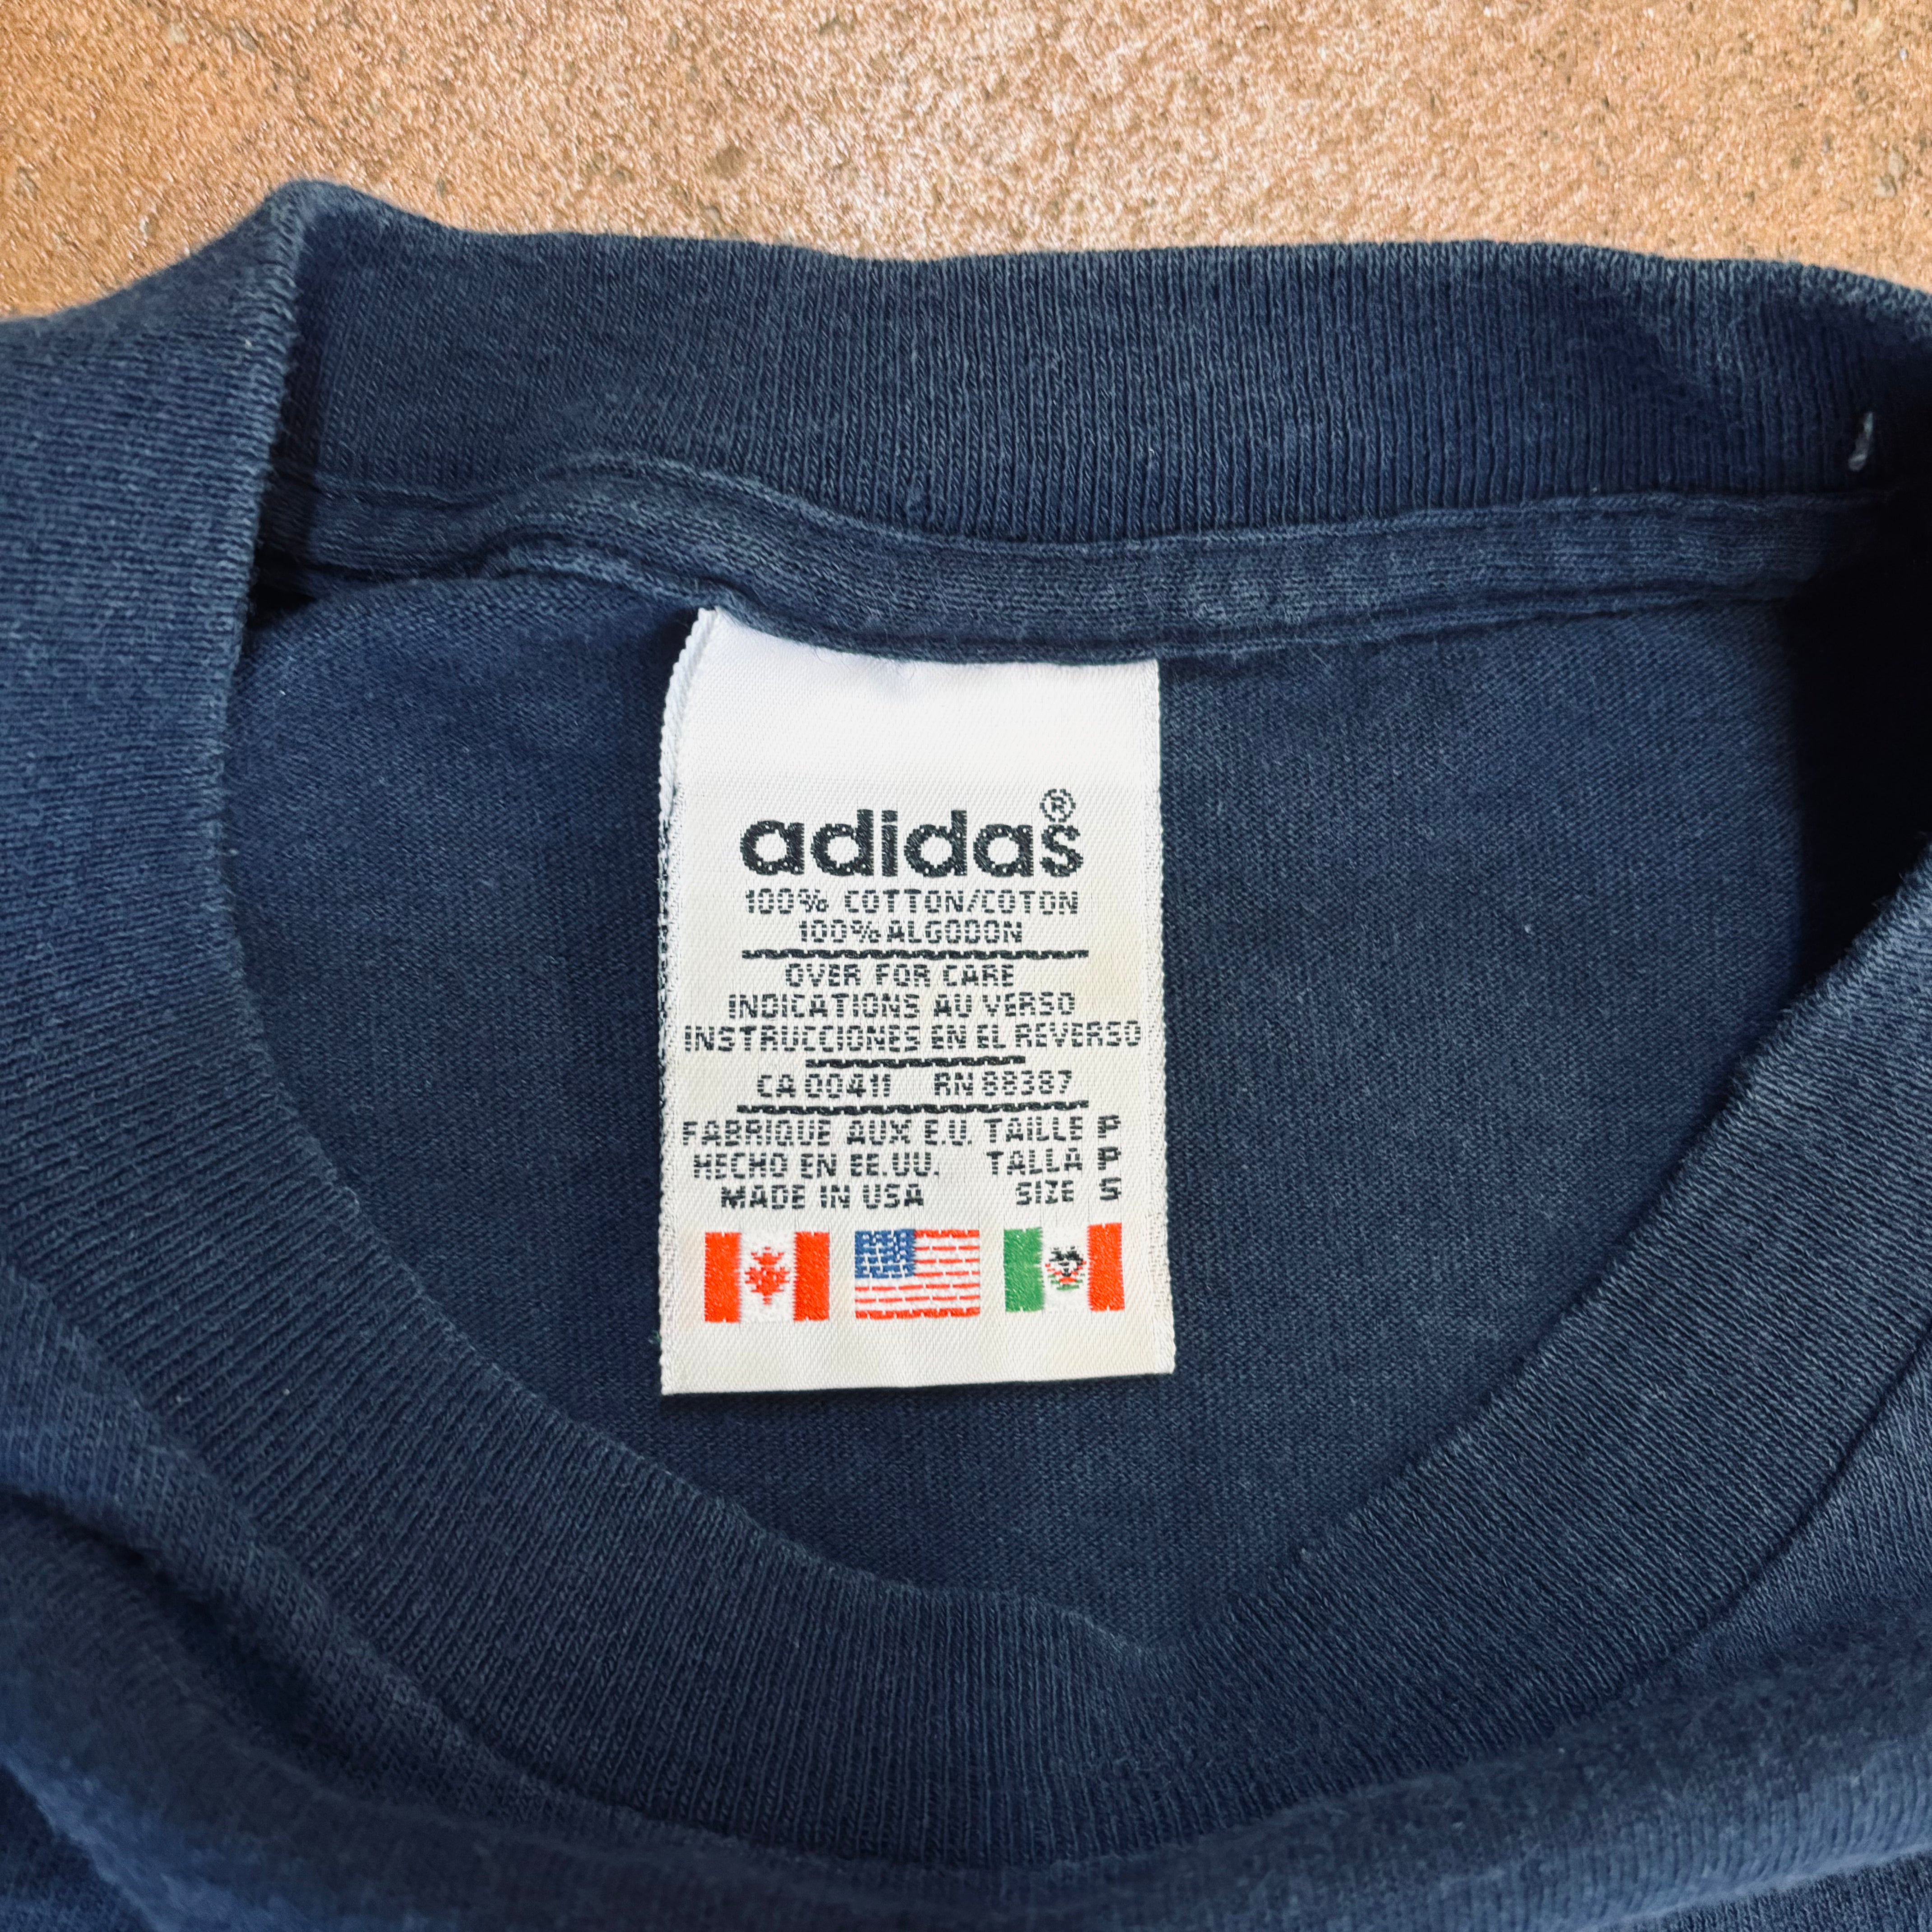 adidas®
100% COTTON/COTON
100% ALGODON
OVER FOR CARE
INDICATIONS AU VERSO
INSTRUCCIONES EN EL REVERSO
CA 00411 RN 88387
FABRIQUE AUX E.U. TAILLE P
HECHO EN EE.UU. TALLA P
MADE IN USA SIZE S